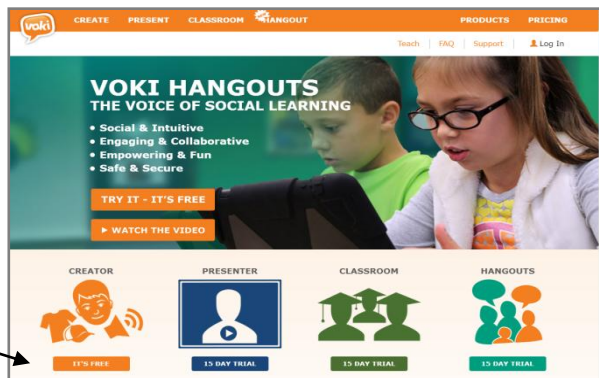 voki
CREATE PRESENT CLASSROOM HANGOUT PRODUCTS PRICING
Teach FAQ Support Log In
VOKI HANGOUTS
THE VOICE OF SOCIAL LEARNING
• Social & Intuitive
• Engaging & Collaborative
• Empowering & Fun
• Safe & Secure
TRY IT - IT'S FREE
WATCH THE VIDEO
CREATOR PRESENTER CLASSROOM HANGOUTS
IT'S FREE 15 DAY TRIAL 15 DAY TRIAL 15 DAY TRIAL